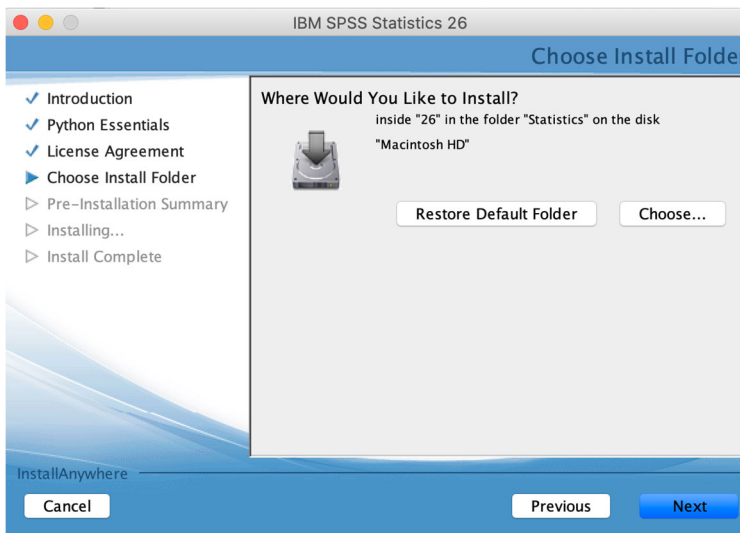 IBM SPSS Statistics 26
Choose Install Folde
Introduction
Python Essentials
License Agreement
Choose Install Folder
Pre-Installation Summary
Installing...
Install Complete
Where Would You Like to Install?
inside "26" in the folder "Statistics" on the disk
"Macintosh HD"
Restore Default Folder
Choose...
InstallAnywhere
Cancel
Previous
Next